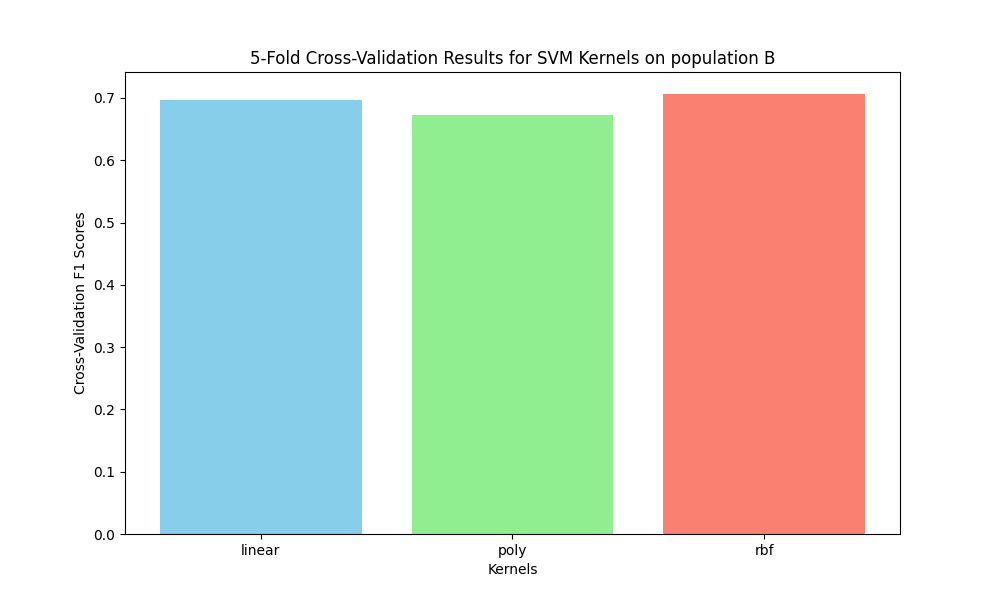 5-Fold Cross-Validation Results for SVM Kernels on population B
Cross-Validation F1 Scores
0.7
0.6
0.5
0.4
0.3
0.2
0.1
0.0
linear
poly
rbf
Kernels